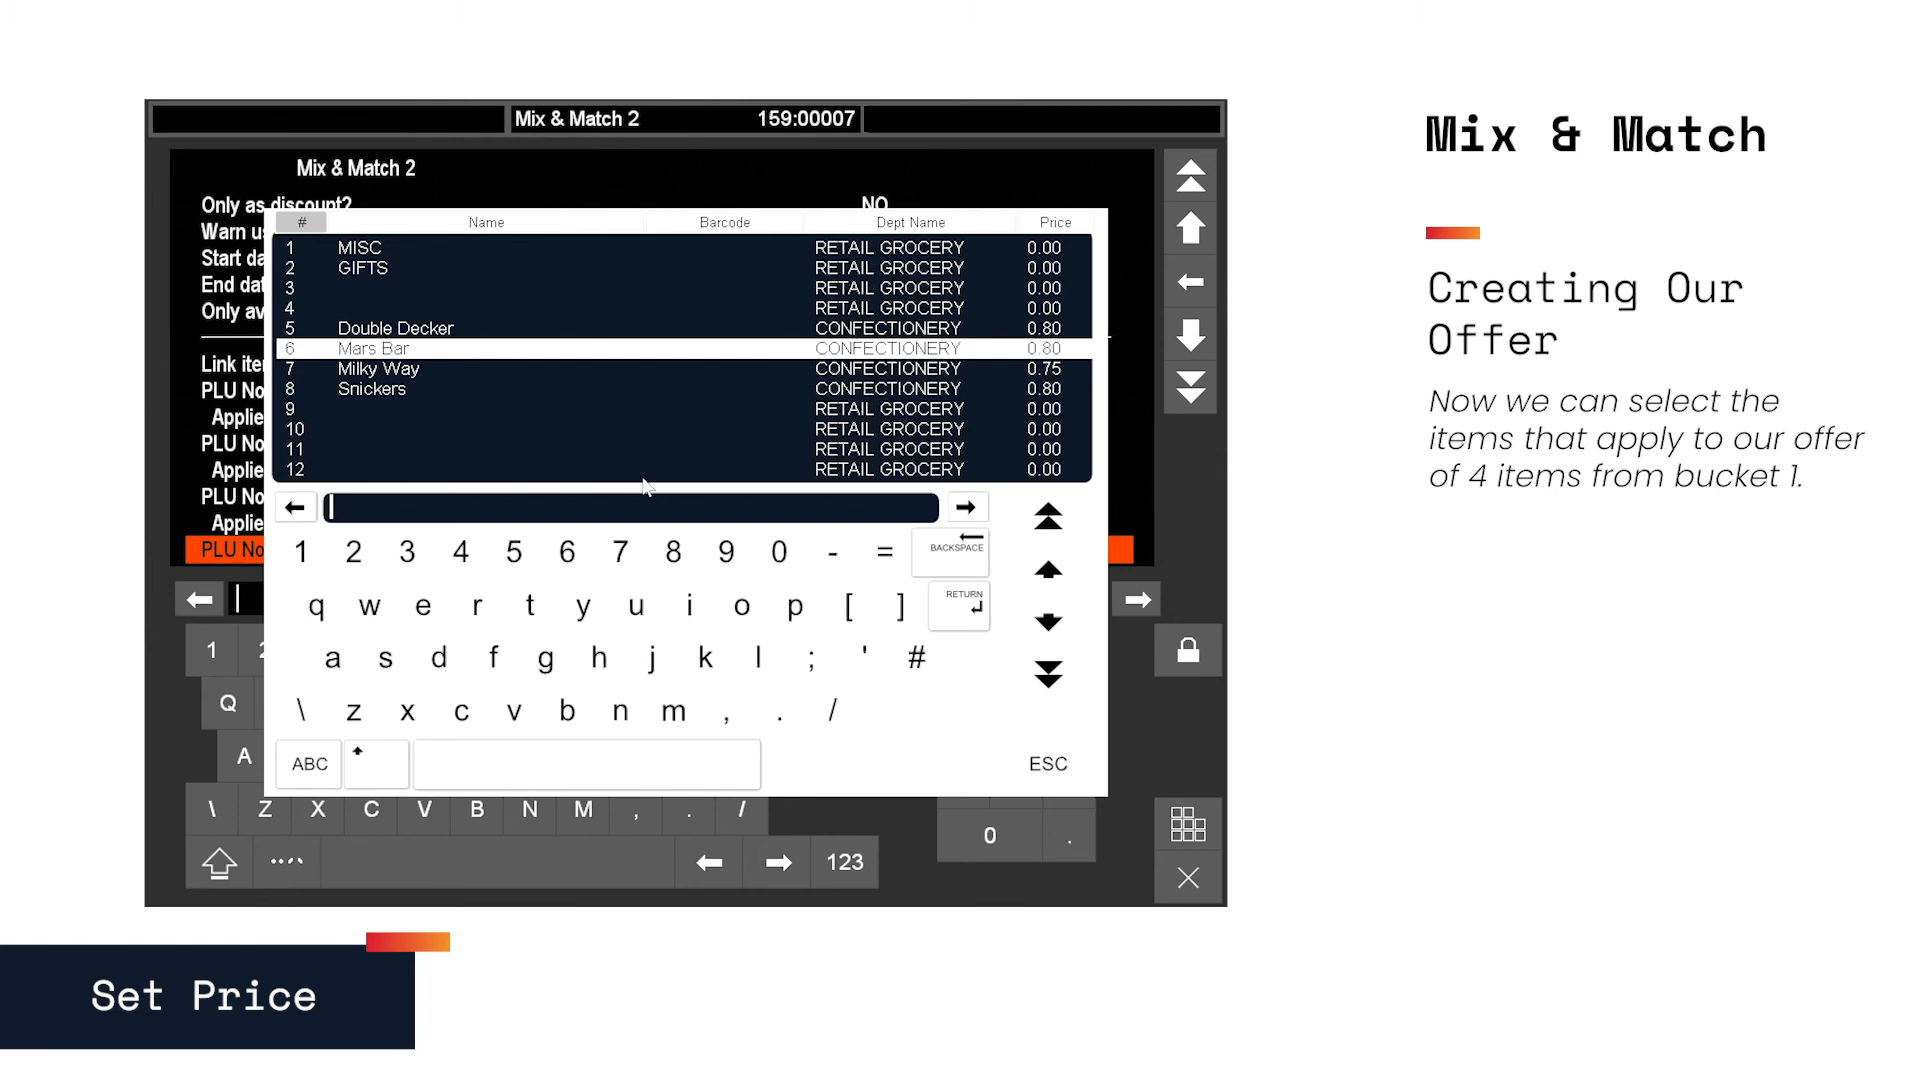 Mix & Match 2 159:00007
Mix & Match 2
Only as discount? NO
Warn us
Start da
End dat
Only av
Link iter
PLU No
Applie
PLU No
Applie
PLU No
Applie
PLU No
# Name Barcode Dept Name Price
1 MISC RETAIL GROCERY 0.00
2 GIFTS RETAIL GROCERY 0.00
3 RETAIL GROCERY 0.00
4 RETAIL GROCERY 0.00
5 Double Decker CONFECTIONERY 0.80
6 Mars Bar CONFECTIONERY 0.80
7 Milky Way CONFECTIONERY 0.75
8 Snickers CONFECTIONERY 0.80
9 RETAIL GROCERY 0.00
10 RETAIL GROCERY 0.00
11 RETAIL GROCERY 0.00
12 RETAIL GROCERY 0.00
1 2 3 4 5 6 7 8 9 0 - = BACKSPACE
q w e r t y u i o p [ ] RETURN
a s d f g h j k l ; ' #
\ z x c v b n m , . /
ABC ESC
1 2
Q
A
\ Z X C V B N M , . / 0 .
123
Mix & Match
Creating Our
Offer
Now we can select the
items that apply to our offer
of 4 items from bucket 1.
Set Price